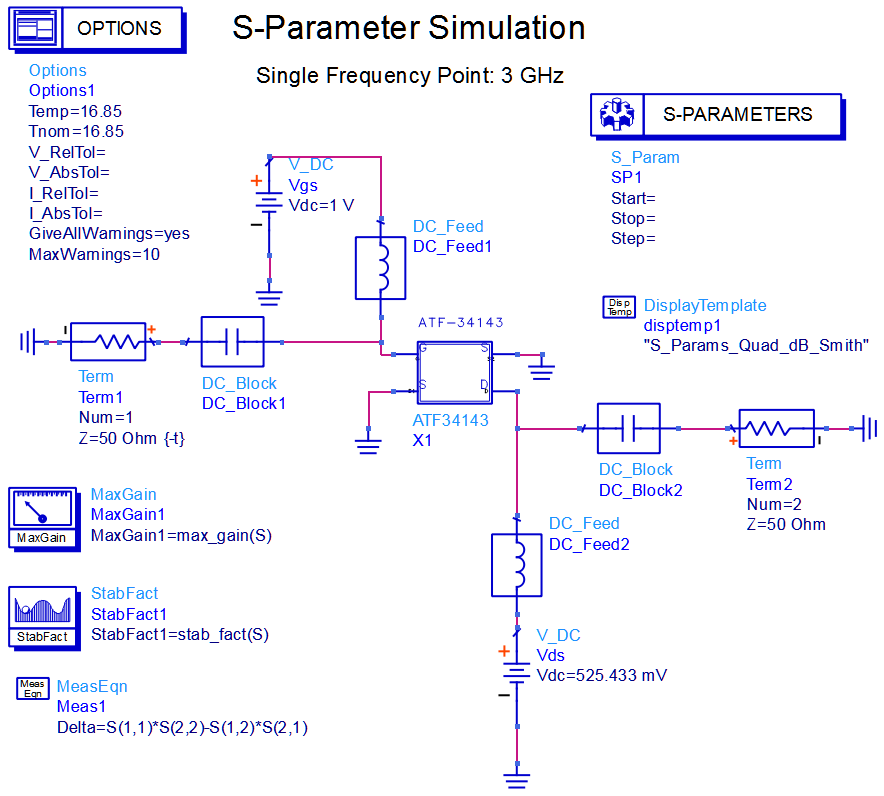 OPTIONS
S-Parameter Simulation
Single Frequency Point: 3 GHz
Options
Options1
Temp=16.85
Tnom=16.85
V_RelTol=
V_AbsTol=
I_RelTol=
I_AbsTol=
GiveAllWarnings=yes
MaxWarnings=10
S-PARAMETERS
S_Param
SP1
Start=
Stop=
Step=
+
V_DC
Vgs
Vdc=1 V
-
DC_Feed
DC_Feed1
Disp
Temp
DisplayTemplate
disptemp1
"S_Params_Quad_dB_Smith"
Term
Term1
Num=1
Z=50 Ohm {-t}
+
DC_Block
DC_Block1
ATF-34143
G
S
S
D
ATF34143
X1
DC_Block
DC_Block2
+
Term
Term2
Num=2
Z=50 Ohm
MaxGain
MaxGain
MaxGain1
MaxGain1=max_gain(S)
DC_Feed
DC_Feed2
StabFact
StabFact
StabFact1
StabFact1=stab_fact(S)
+
V_DC
Vds
Vdc=525.433 mV
-
Meas
Eqn
MeasEqn
Meas1
Delta=S(1,1)*S(2,2)-S(1,2)*S(2,1)